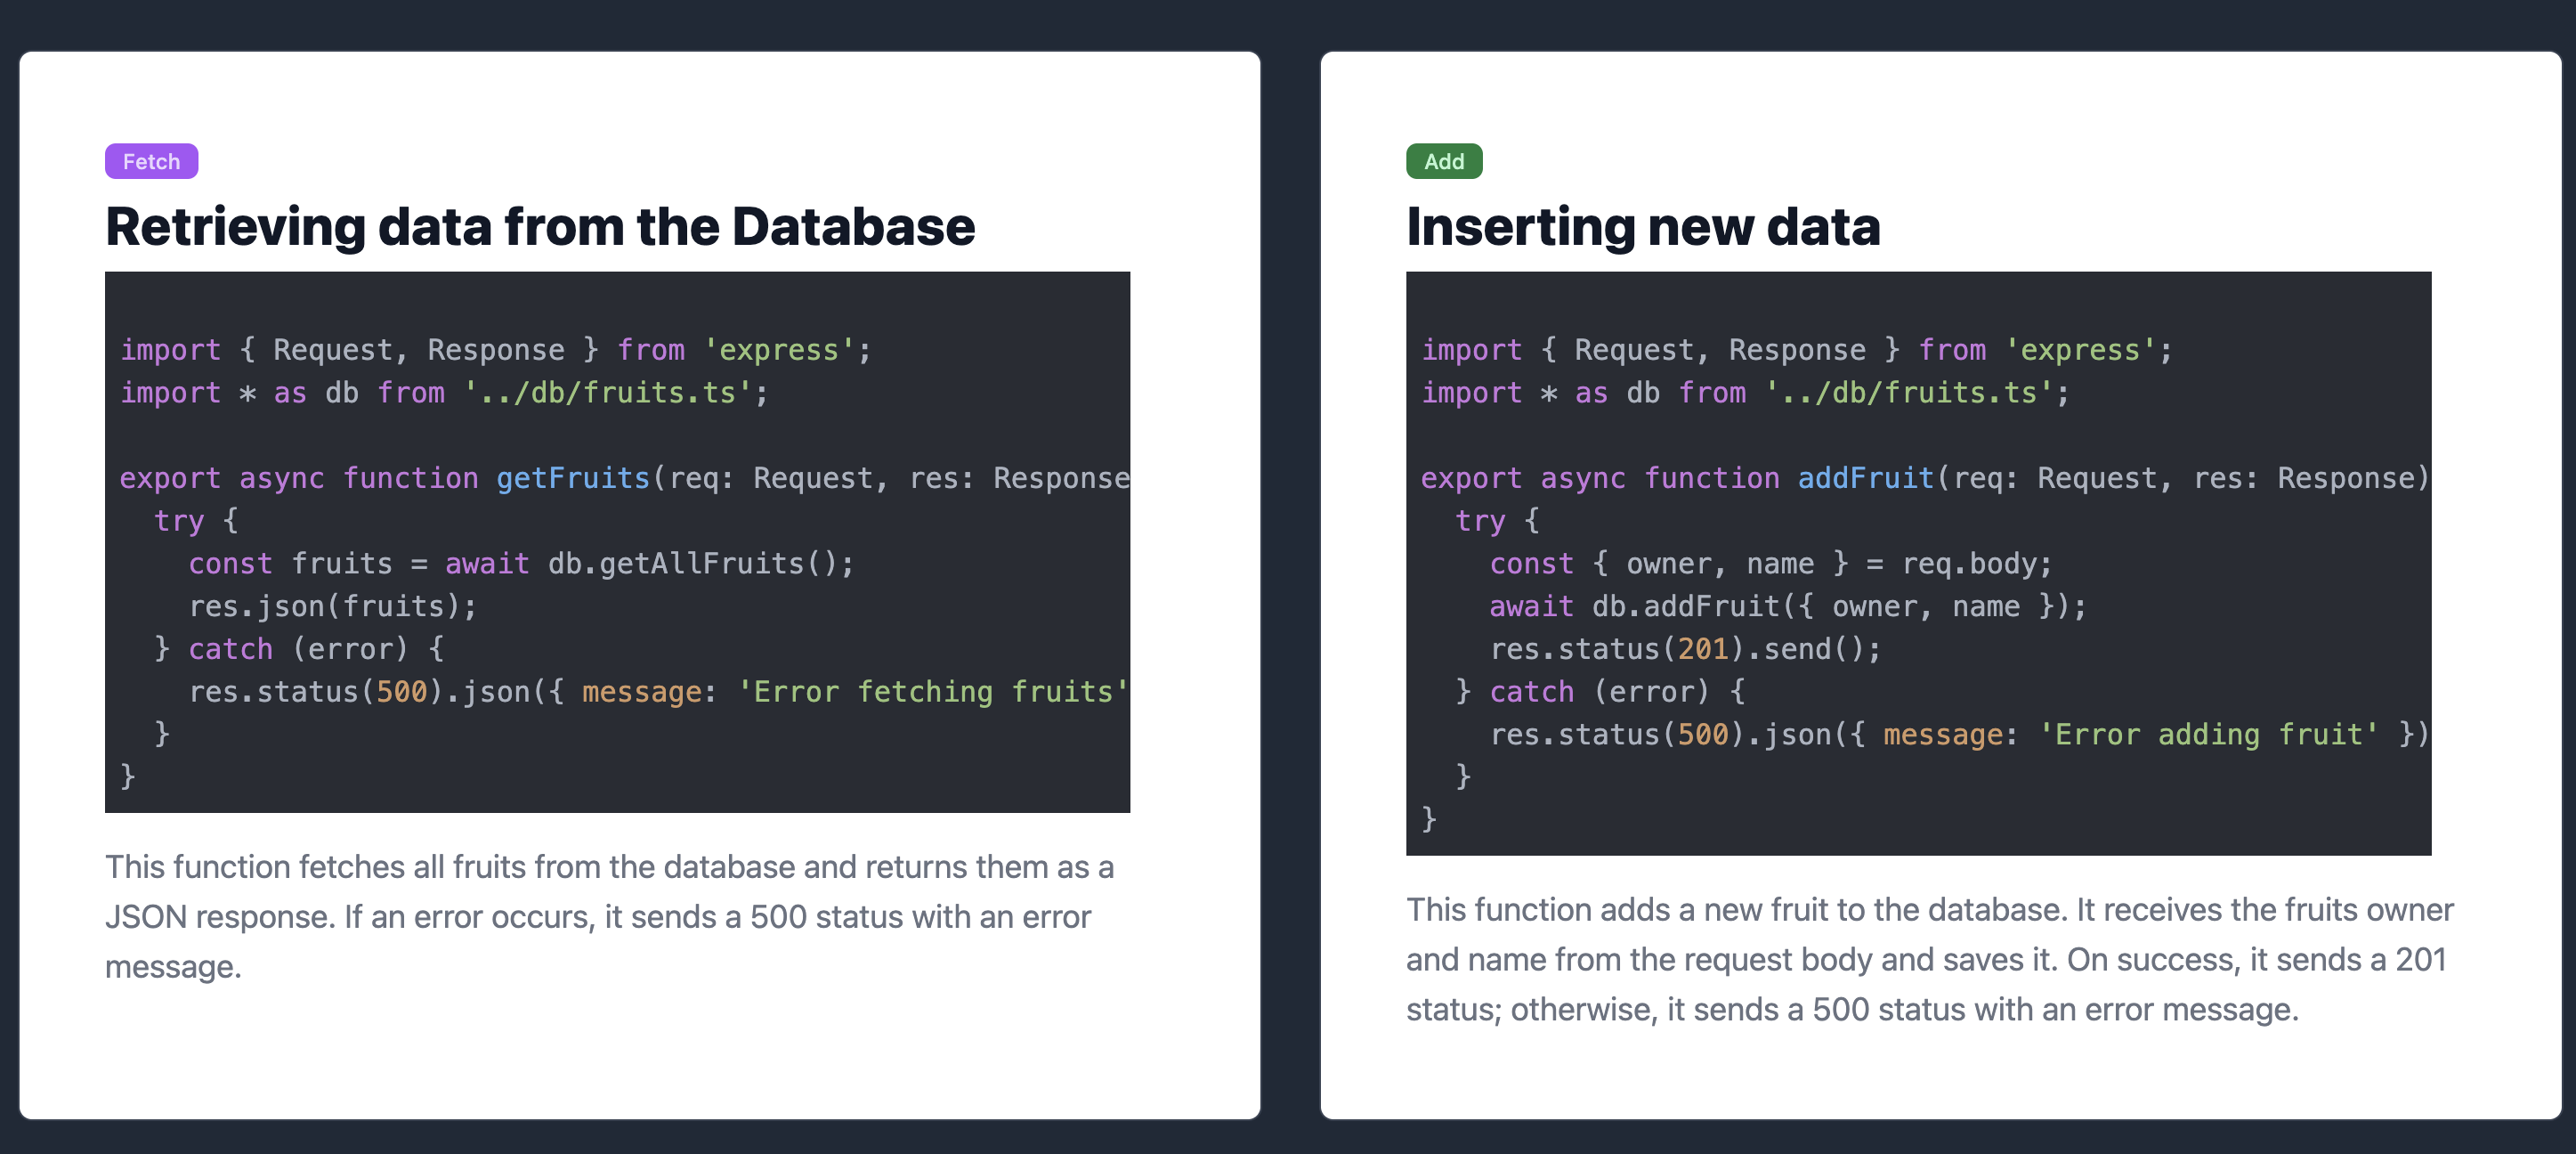 Fetch
Retrieving data from the Database
import { Request, Response } from 'express';
import * as db from '../db/fruits.ts';
export async function getFruits(req: Request, res: Response
  try {
    const fruits = await db.getAllFruits();
    res.json(fruits);
  } catch (error) {
    res.status(500).json({ message: 'Error fetching fruits'
  }
}
This function fetches all fruits from the database and returns them as a
JSON response. If an error occurs, it sends a 500 status with an error
message.
Add
Inserting new data
import { Request, Response } from 'express';
import * as db from '../db/fruits.ts';
export async function addFruit(req: Request, res: Response)
  try {
    const { owner, name } = req.body;
    await db.addFruit({ owner, name });
    res.status(201).send();
  } catch (error) {
    res.status(500).json({ message: 'Error adding fruit' })
  }
}
This function adds a new fruit to the database. It receives the fruits owner
and name from the request body and saves it. On success, it sends a 201
status; otherwise, it sends a 500 status with an error message.